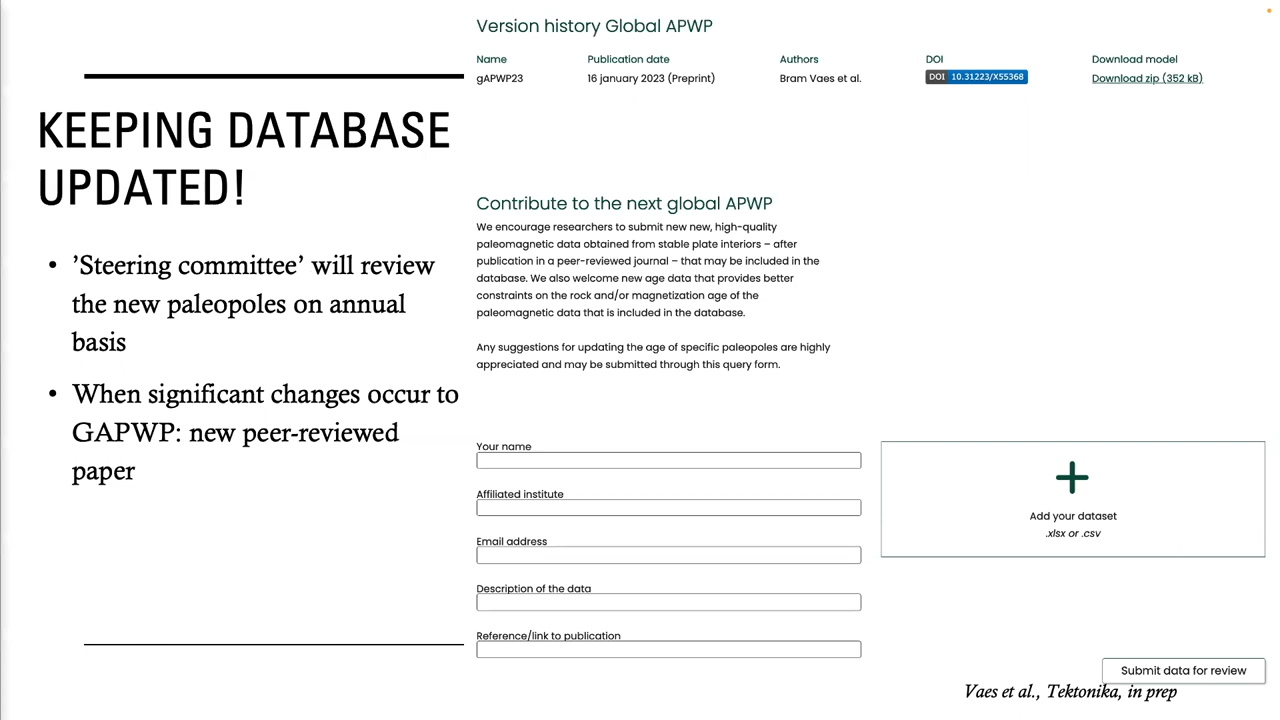 KEEPING DATABASE
UPDATED!
• ’Steering committee’ will review
the new paleopoles on annual
basis
• When significant changes occur to
GAPWP: new peer-reviewed
paper
Version history Global APWP
Name Publication date Authors DOI Download model
gAPWP23 16 january 2023 (Preprint) Bram Vaes et al. DOI 10.31223/X55368 Download zip (352 kB)
Contribute to the next global APWP
We encourage researchers to submit new new, high-quality
paleomagnetic data obtained from stable plate interiors – after
publication in a peer-reviewed journal – that may be included in the
database. We also welcome new age data that provides better
constraints on the rock and/or magnetization age of the
paleomagnetic data that is included in the database.
Any suggestions for updating the age of specific paleopoles are highly
appreciated and may be submitted through this query form.
Your name
Affiliated institute
Email address
Description of the data
Reference/link to publication
Add your dataset
.xlsx or .csv
Submit data for review
Vaes et al., Tektonika, in prep